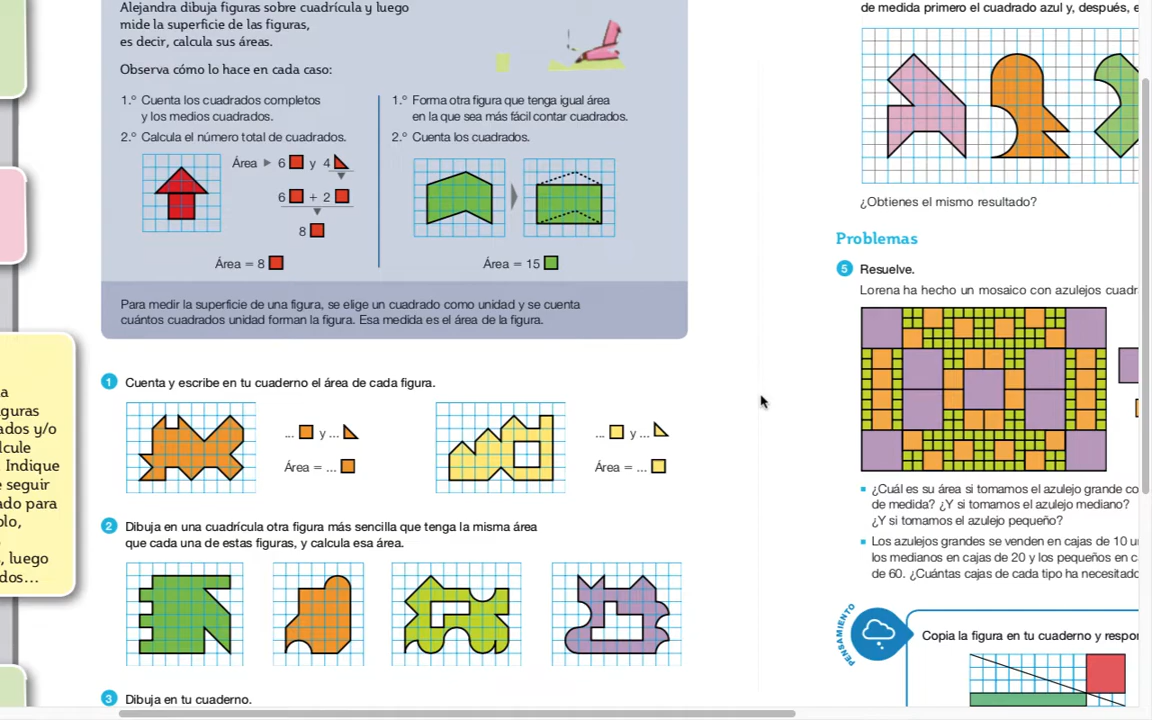 Alejandra dibuja figuras sobre cuadrícula y luego
mide la superficie de las figuras,
es decir, calcula sus áreas.
Observa cómo lo hace en cada caso:
1.º Cuenta los cuadrados completos
y los medios cuadrados.
2.º Calcula el número total de cuadrados.
Área ▶ 6 y 4
6 + 2
8
Área = 8
1.º Forma otra figura que tenga igual área
en la que sea más fácil contar cuadrados.
2.º Cuenta los cuadrados.
Área = 15
Para medir la superficie de una figura, se elige un cuadrado como unidad y se cuenta
cuántos cuadrados unidad forman la figura. Esa medida es el área de la figura.
1 Cuenta y escribe en tu cuaderno el área de cada figura.
... y ...
Área = ...
... y ...
Área = ...
2 Dibuja en una cuadrícula otra figura más sencilla que tenga la misma área
que cada una de estas figuras, y calcula esa área.
3 Dibuja en tu cuaderno.
a
guras
ados y/o
lcule
. Indique
e seguir
ado para
plo,
, luego
dos...
de medida primero el cuadrado azul y, después, e
¿Obtienes el mismo resultado?
Problemas
5 Resuelve.
Lorena ha hecho un mosaico con azulejos cuadr
▪ ¿Cuál es su área si tomamos el azulejo grande co
de medida? ¿Y si tomamos el azulejo mediano?
¿Y si tomamos el azulejo pequeño?
▪ Los azulejos grandes se venden en cajas de 10 u
los medianos en cajas de 20 y los pequeños en c
de 60. ¿Cuántas cajas de cada tipo ha necesitado
PENSAMIENTO
Copia la figura en tu cuaderno y respon